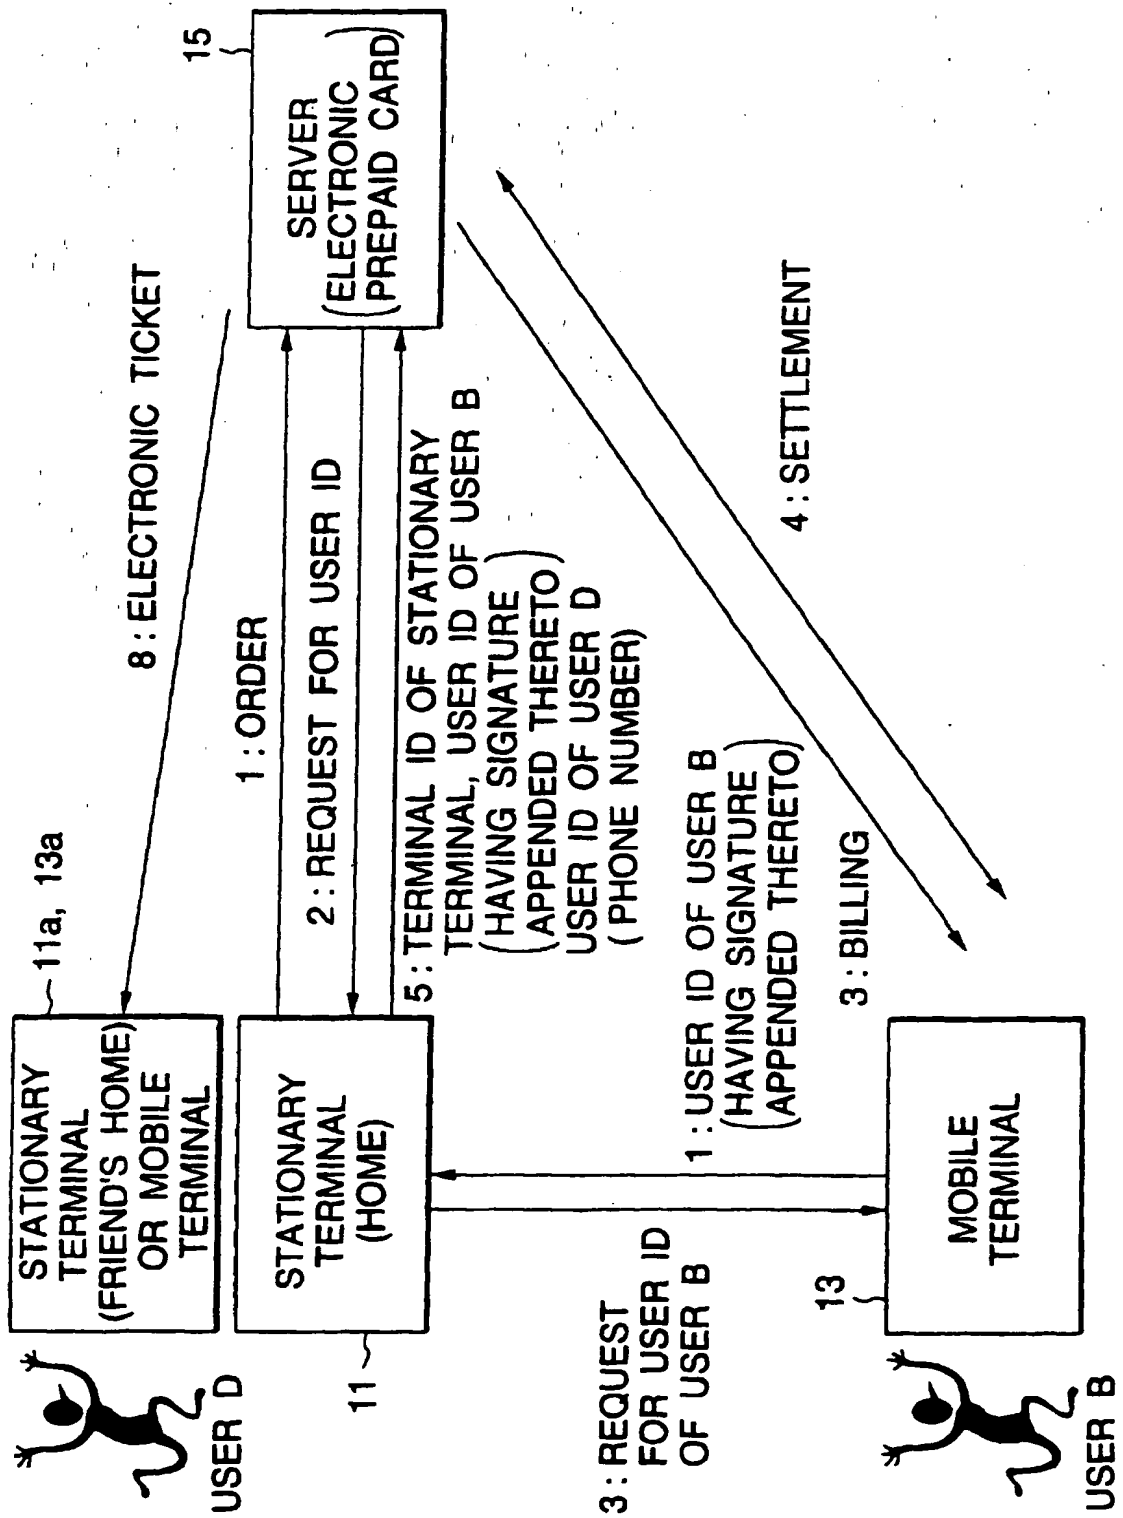 STATIONARY
TERMINAL
(FRIEND'S HOME)
OR MOBILE
TERMINAL
11a, 13a
USER D
8 : ELECTRONIC TICKET
15
SERVER
(ELECTRONIC
PREPAID CARD)
STATIONARY
TERMINAL
(HOME)
11
1 : ORDER
2 : REQUEST FOR USER ID
5 : TERMINAL ID OF STATIONARY
TERMINAL, USER ID OF USER B
(HAVING SIGNATURE
APPENDED THERETO)
USER ID OF USER D
(PHONE NUMBER)
3 : REQUEST
FOR USER ID
OF USER B
1 : USER ID OF USER B
(HAVING SIGNATURE
APPENDED THERETO)
3 : BILLING
4 : SETTLEMENT
13
MOBILE
TERMINAL
USER B